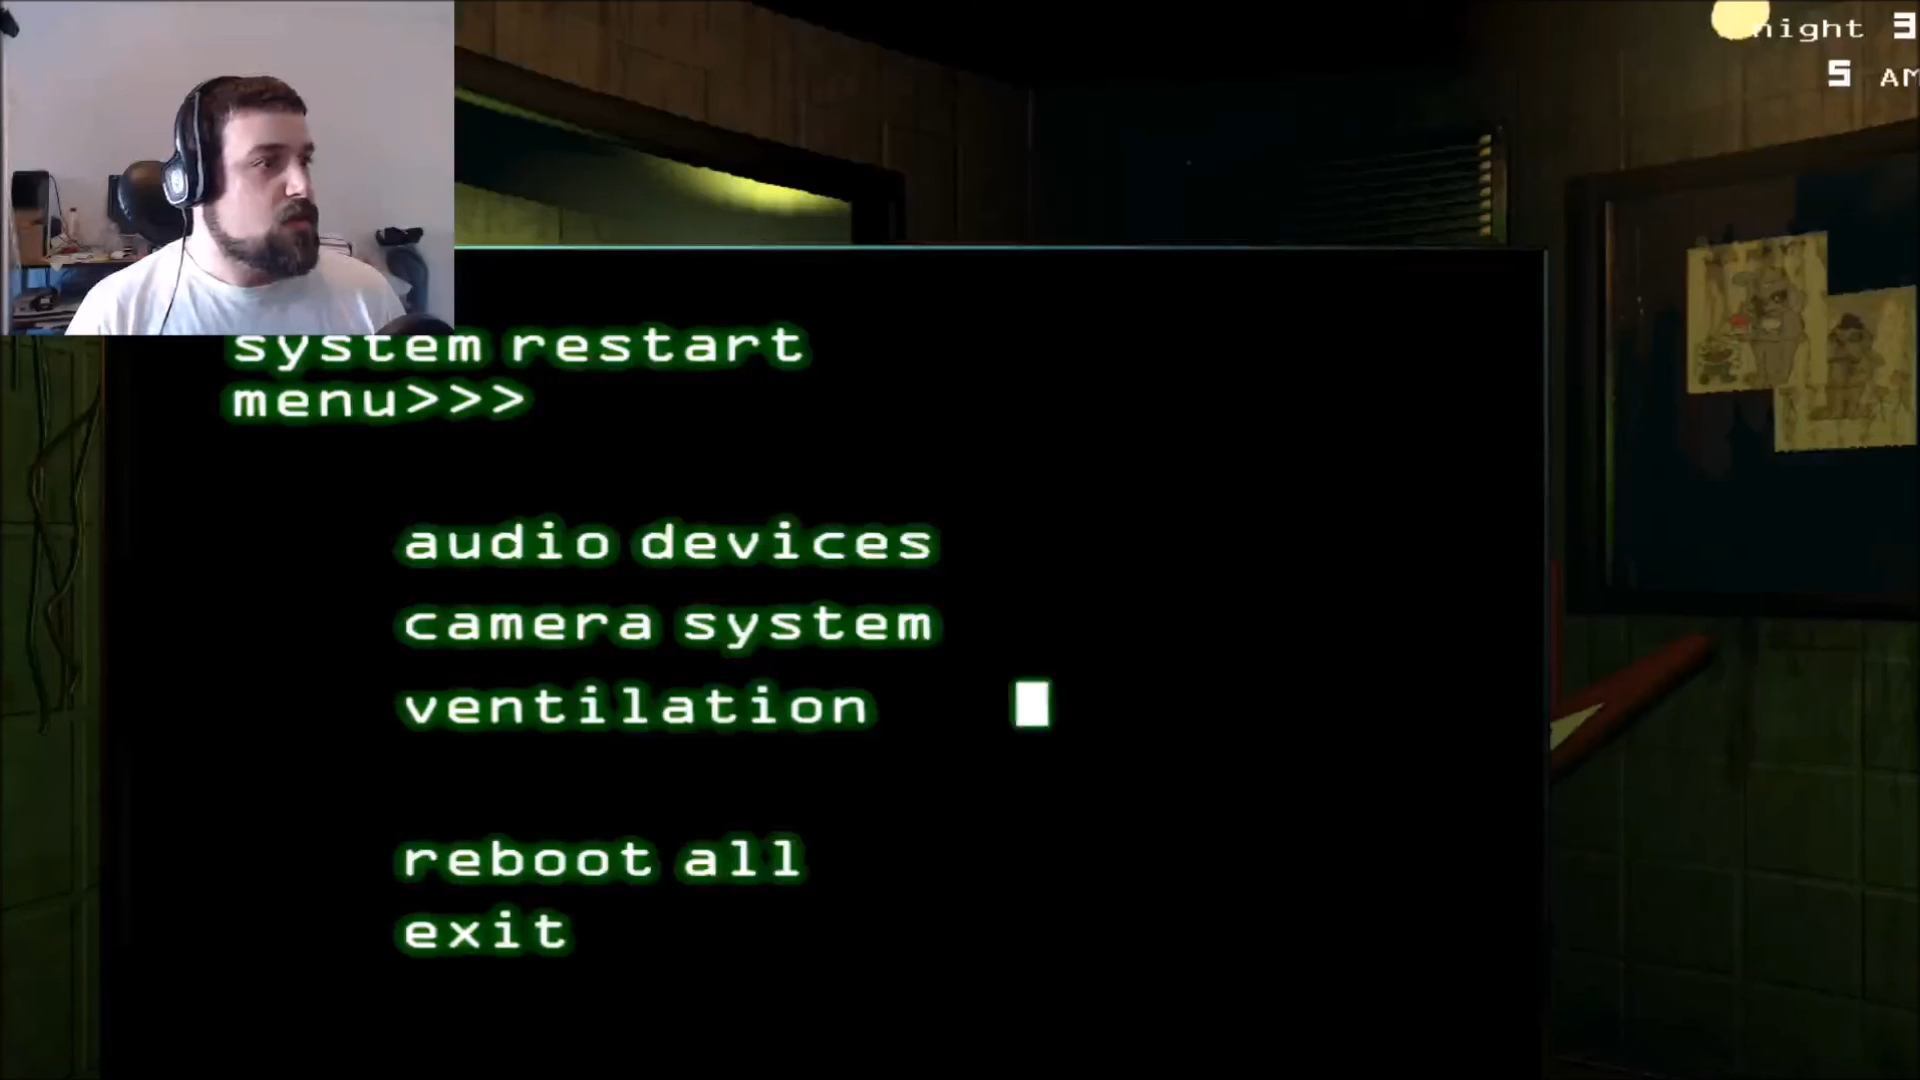 night 3
5 AM
system restart
menu>>>
audio devices
camera system
ventilation
reboot all
exit